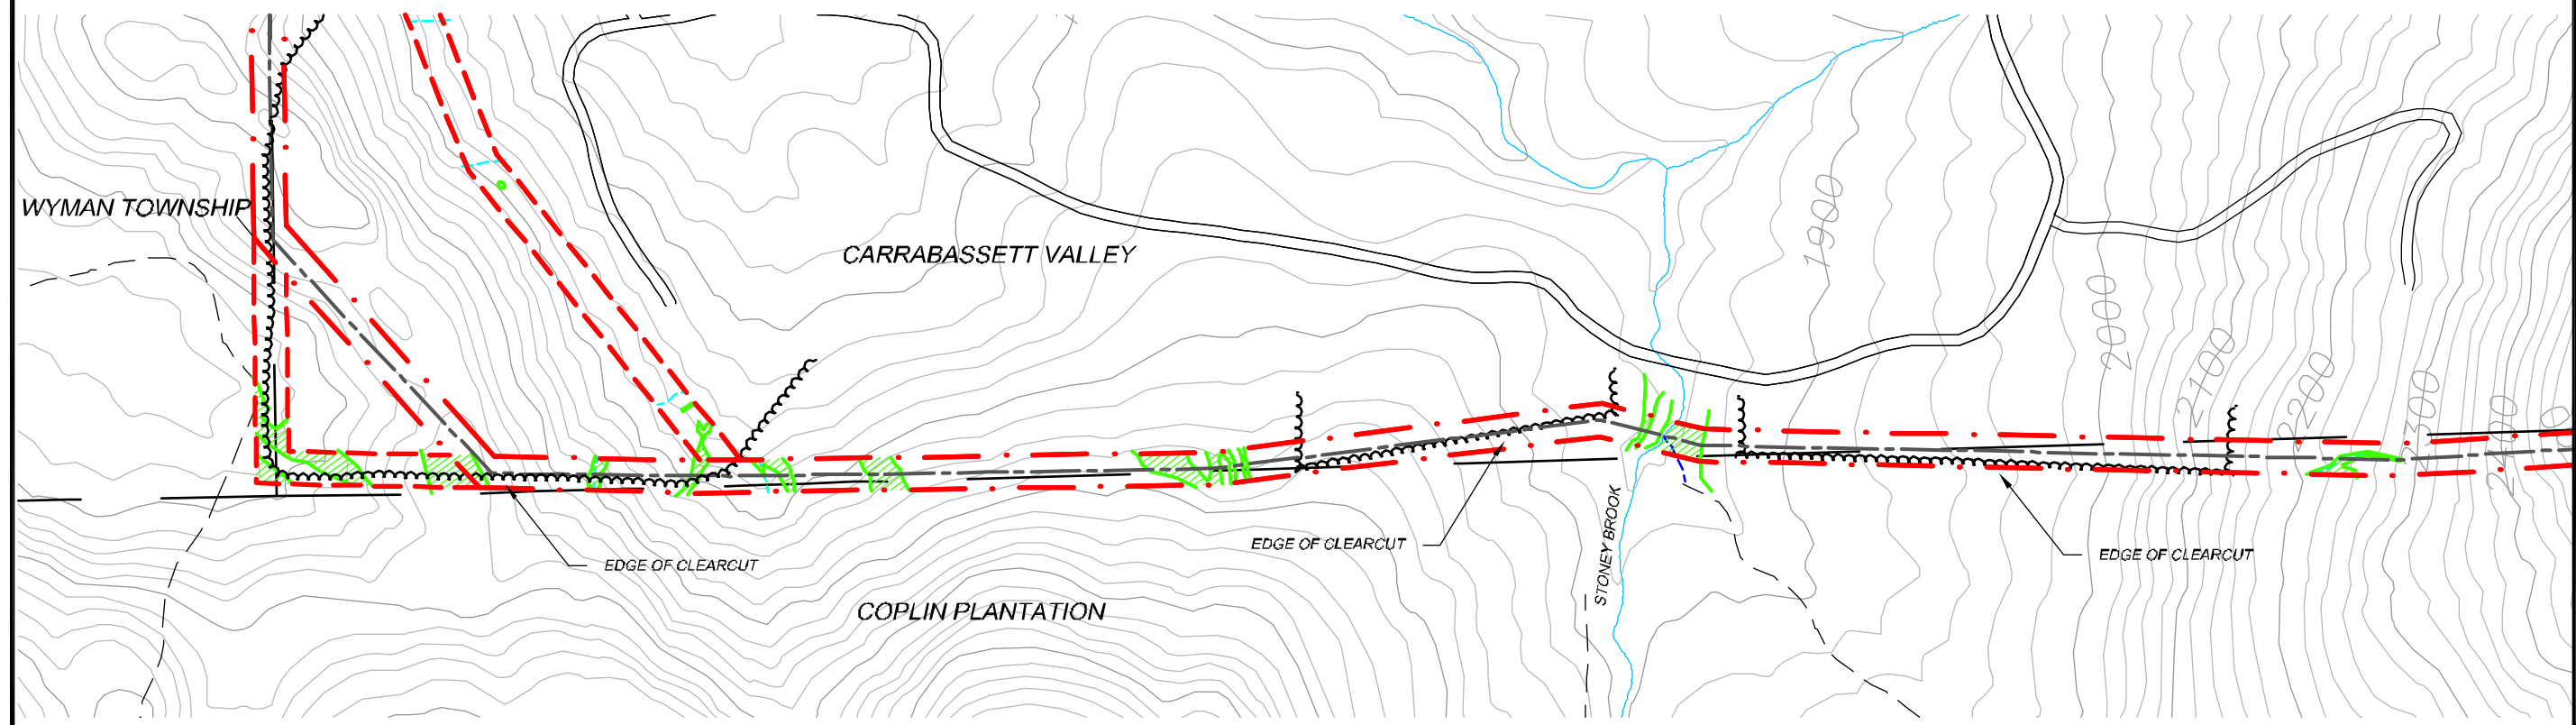 WYMAN TOWNSHIP
CARRABASSETT VALLEY
1900
2000
2100
2200
STONEY BROOK
EDGE OF CLEARCUT
EDGE OF CLEARCUT
EDGE OF CLEARCUT
COPLIN PLANTATION